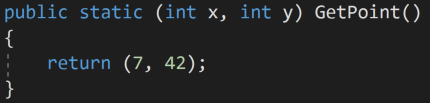 public static (int x, int y) GetPoint()
{
    return (7, 42);
}